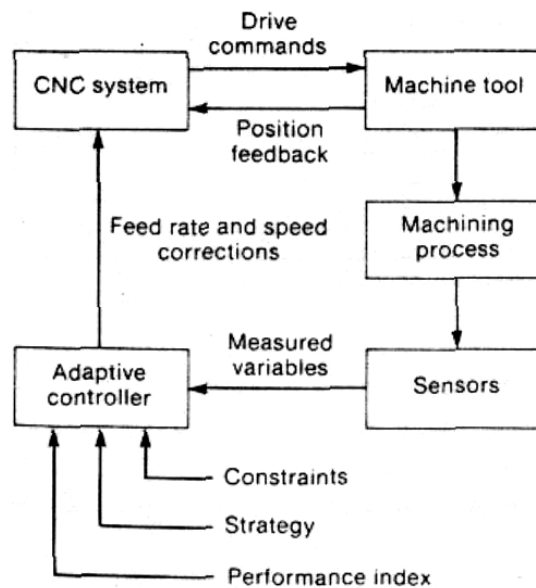 Drive
commands
CNC system
Machine tool
Position
feedback
Feed rate and speed
corrections
Machining
process
Measured
variables
Adaptive
controller
Sensors
Constraints
Strategy
Performance index